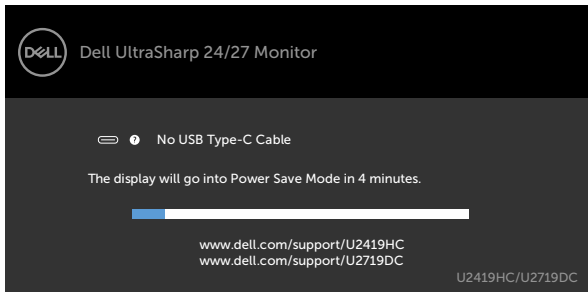 DELL
Dell UltraSharp 24/27 Monitor
? No USB Type-C Cable
The display will go into Power Save Mode in 4 minutes.
www.dell.com/support/U2419HC
www.dell.com/support/U2719DC
U2419HC/U2719DC